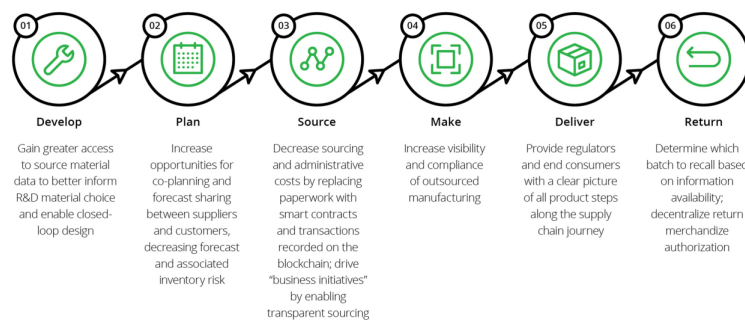 01
Develop
Gain greater access
to source material
data to better inform
R&D material choice
and enable closed-
loop design
02
Plan
Increase
opportunities for
co-planning and
forecast sharing
between suppliers
and customers,
decreasing forecast
and associated
inventory risk
03
Source
Decrease sourcing
and administrative
costs by replacing
paperwork with
smart contracts
and transactions
recorded on the
blockchain; drive
“business initiatives”
by enabling
transparent sourcing
04
Make
Increase visibility
and compliance
of outsourced
manufacturing
05
Deliver
Provide regulators
and end consumers
with a clear picture
of all product steps
along the supply
chain journey
06
Return
Determine which
batch to recall based
on information
availability;
decentralize return
merchandize
authorization